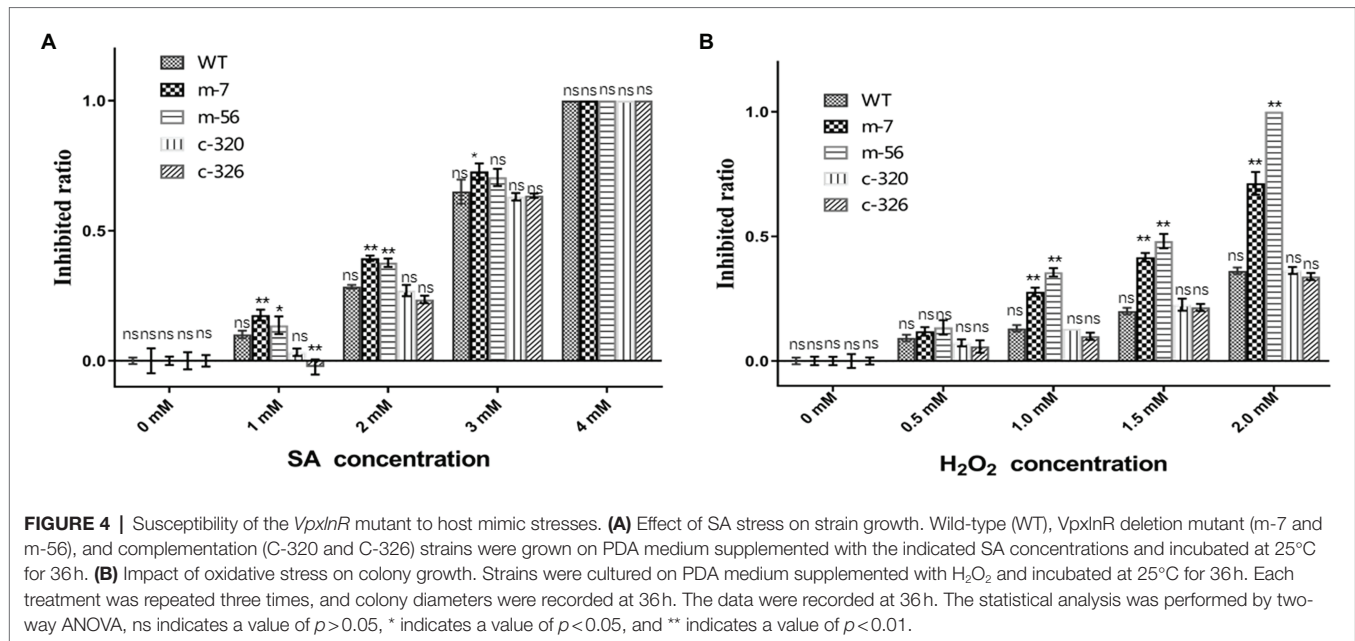 A
WT
m-7
m-56
c-320
c-326
Inhibited ratio
1.0
0.5
0.0
ns ns ns ns ns
ns ** * ns **
ns ** ** ns ns
ns * ns ns ns
ns ns ns ns ns
0 mM
1 mM
2 mM
3 mM
4 mM
SA concentration
B
WT
m-7
m-56
c-320
c-326
Inhibited ratio
1.0
0.5
0.0
ns ns ns ns ns
ns ns ns ns ns
ns ** ** ns ns
ns ** ** ns ns
ns ** ** ns ns
0 mM
0.5 mM
1.0 mM
1.5 mM
2.0 mM
H₂O₂ concentration
FIGURE 4 | Susceptibility of the VpxlnR mutant to host mimic stresses. (A) Effect of SA stress on strain growth. Wild-type (WT), VpxlnR deletion mutant (m-7 and
m-56), and complementation (C-320 and C-326) strains were grown on PDA medium supplemented with the indicated SA concentrations and incubated at 25°C
for 36h. (B) Impact of oxidative stress on colony growth. Strains were cultured on PDA medium supplemented with H₂O₂ and incubated at 25°C for 36h. Each
treatment was repeated three times, and colony diameters were recorded at 36h. The data were recorded at 36h. The statistical analysis was performed by two-
way ANOVA, ns indicates a value of p>0.05, * indicates a value of p<0.05, and ** indicates a value of p<0.01.